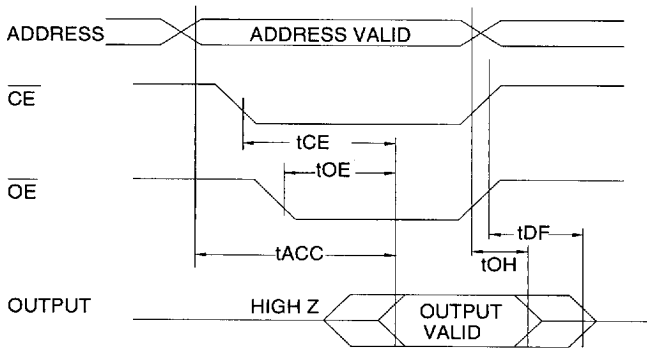 ADDRESS
ADDRESS VALID
CE
tCE
tOE
OE
tDF
tACC
tOH
OUTPUT
HIGH Z
OUTPUT
VALID